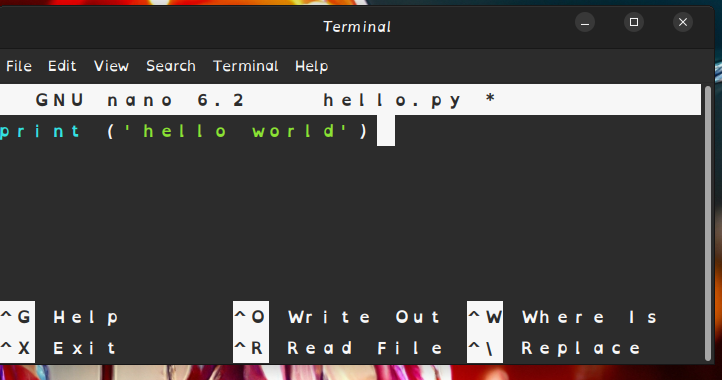 Terminal
File Edit View Search Terminal Help
GNU nano 6.2 hello.py *
print ('hello world')
^G Help ^O Write Out ^W Where Is
^X Exit ^R Read File ^\ Replace